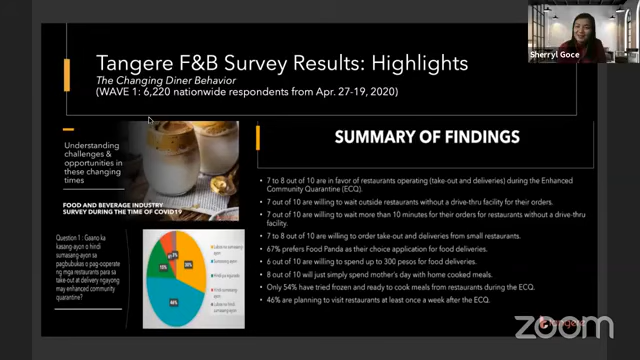 Sherryl Goce
Tangere F&B Survey Results: Highlights
The Changing Diner Behavior
(WAVE 1: 6,220 nationwide respondents from Apr. 27-19, 2020)
Understanding
challenges &
opportunities in
these changing
times
FOOD AND BEVERAGE INDUSTRY
SURVEY DURING THE TIME OF COVID19
Question 1 : Gaano ka
kasang-ayon o hindi
sumasang-ayon sa
pagbubukas o pag-ooperate
ng mga restaurants para sa
take-out at delivery ngayong
may enhanced community
quarantine?
SUMMARY OF FINDINGS
• 7 to 8 out of 10 are in favor of restaurants operating (take-out and deliveries) during the Enhanced
Community Quarantine (ECQ).
• 7 out of 10 are willing to wait outside restaurants without a drive-thru facility for their orders.
• 7 out of 10 are willing to wait more than 10 minutes for their orders for restaurants without a drive-thru
facility.
• 7 to 8 out of 10 are willing to order take-out and deliveries from small restaurants.
• 67% prefers Food Panda as their choice application for food deliveries.
• 6 out of 10 are willing to spend up to 300 pesos for food deliveries.
• 8 out of 10 will just simply spend mother's day with home cooked meals.
• Only 54% have tried frozen and ready to cook meals from restaurants during the ECQ.
• 46% are planning to visit restaurants at least once a week after the ECQ.
Tangere
zoom